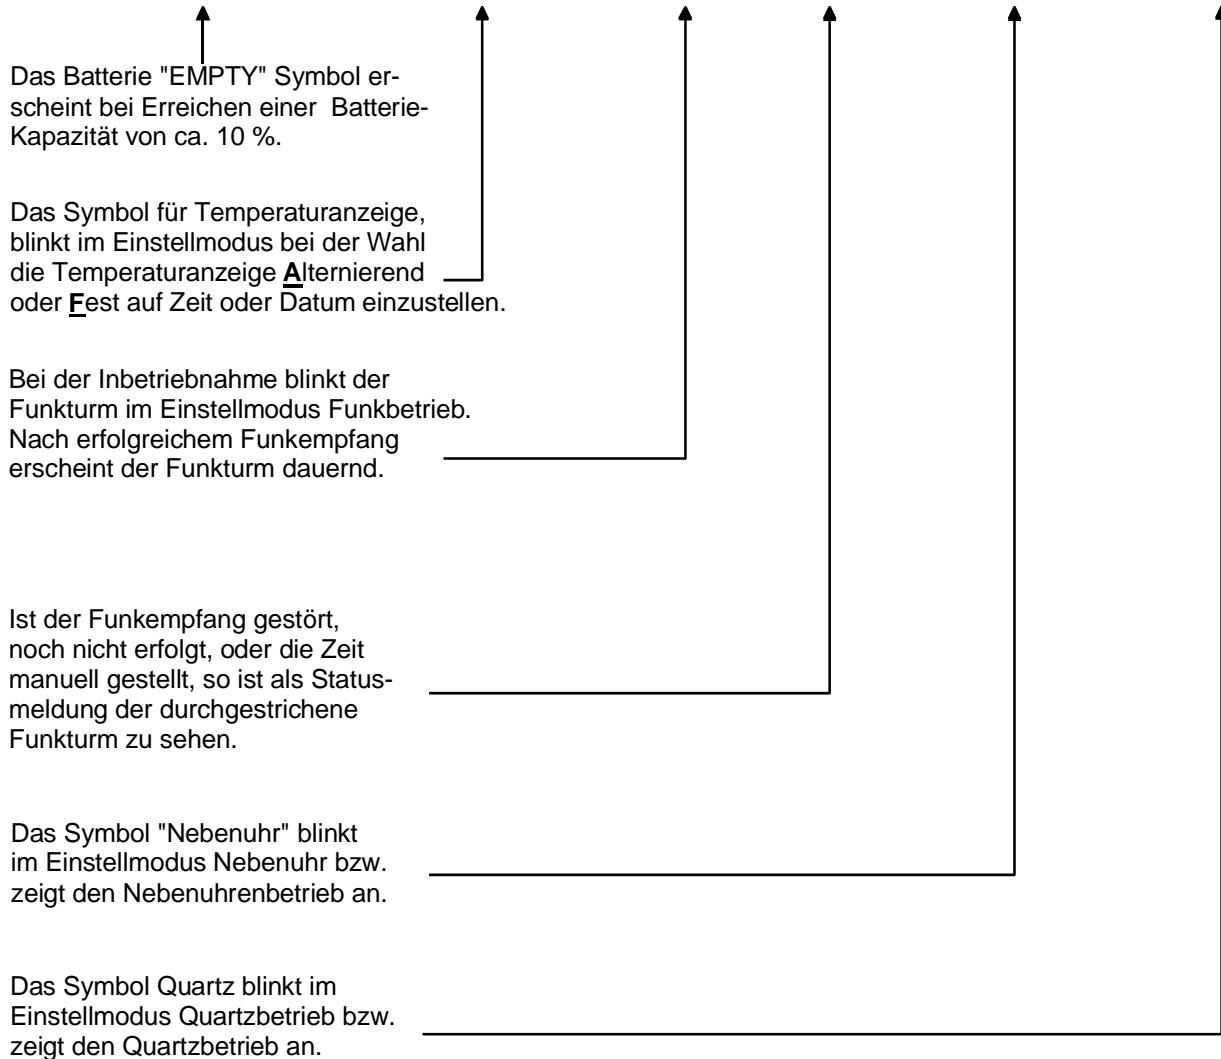 Das Batterie "EMPTY" Symbol er-
scheint bei Erreichen einer  Batterie-
Kapazität von ca. 10 %.
Das Symbol für Temperaturanzeige,
blinkt im Einstellmodus bei der Wahl
die Temperaturanzeige Alternierend
oder Fest auf Zeit oder Datum einzustellen.
Bei der Inbetriebnahme blinkt der
Funkturm im Einstellmodus Funkbetrieb.
Nach erfolgreichem Funkempfang
erscheint der Funkturm dauernd.
Ist der Funkempfang gestört,
noch nicht erfolgt, oder die Zeit
manuell gestellt, so ist als Status-
meldung der durchgestrichene
Funkturm zu sehen.
Das Symbol "Nebenuhr" blinkt
im Einstellmodus Nebenuhr bzw.
zeigt den Nebenuhrenbetrieb an.
Das Symbol Quartz blinkt im
Einstellmodus Quartzbetrieb bzw.
zeigt den Quartzbetrieb an.